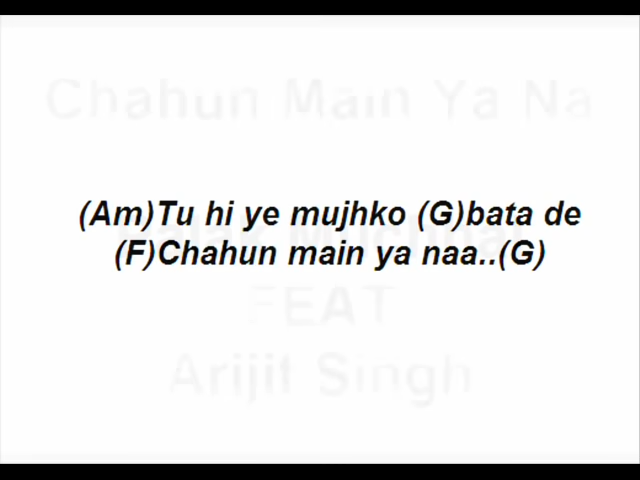 Chahun Main Ya Na
(Am)Tu hi ye mujhko (G)bata de
(F)Chahun main ya naa..(G)
FEAT
Arijit Singh